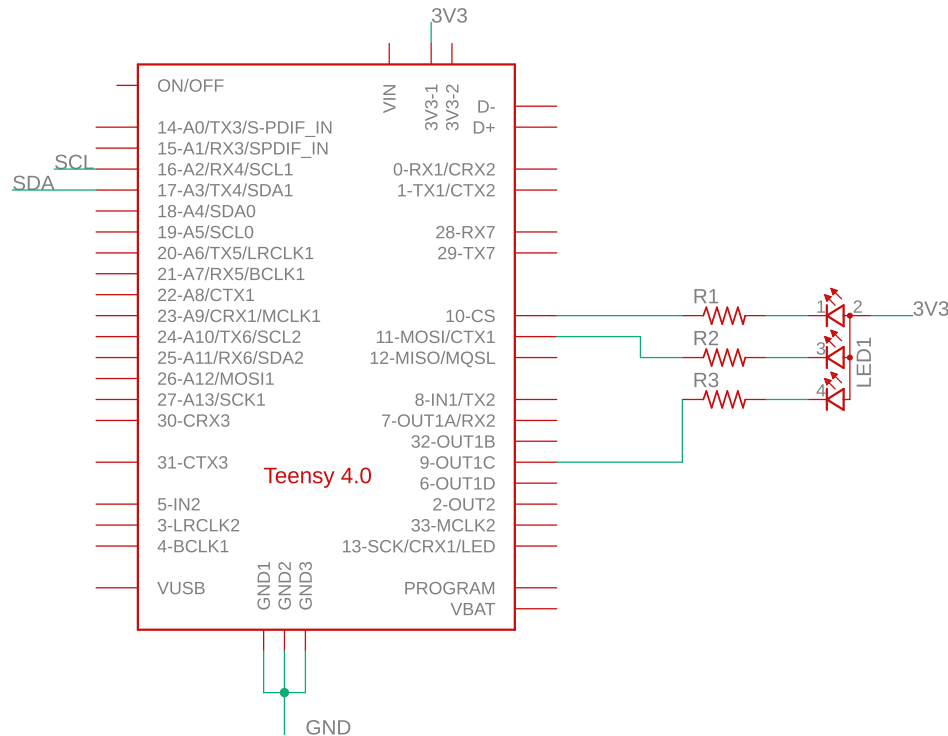 3V3
ON/OFF
VIN
3V3-1
3V3-2
D-
D+
14-A0/TX3/S-PDIF_IN
15-A1/RX3/SPDIF_IN
SCL
16-A2/RX4/SCL1
0-RX1/CRX2
SDA
17-A3/TX4/SDA1
1-TX1/CTX2
18-A4/SDA0
19-A5/SCL0
28-RX7
20-A6/TX5/LRCLK1
29-TX7
21-A7/RX5/BCLK1
22-A8/CTX1
23-A9/CRX1/MCLK1
10-CS
R1
1
2
3V3
24-A10/TX6/SCL2
11-MOSI/CTX1
R2
25-A11/RX6/SDA2
12-MISO/MQSL
3
LED1
26-A12/MOSI1
R3
27-A13/SCK1
8-IN1/TX2
4
30-CRX3
7-OUT1A/RX2
32-OUT1B
31-CTX3
9-OUT1C
Teensy 4.0
6-OUT1D
5-IN2
2-OUT2
3-LRCLK2
33-MCLK2
4-BCLK1
13-SCK/CRX1/LED
VUSB
GND1
GND2
GND3
PROGRAM
VBAT
GND